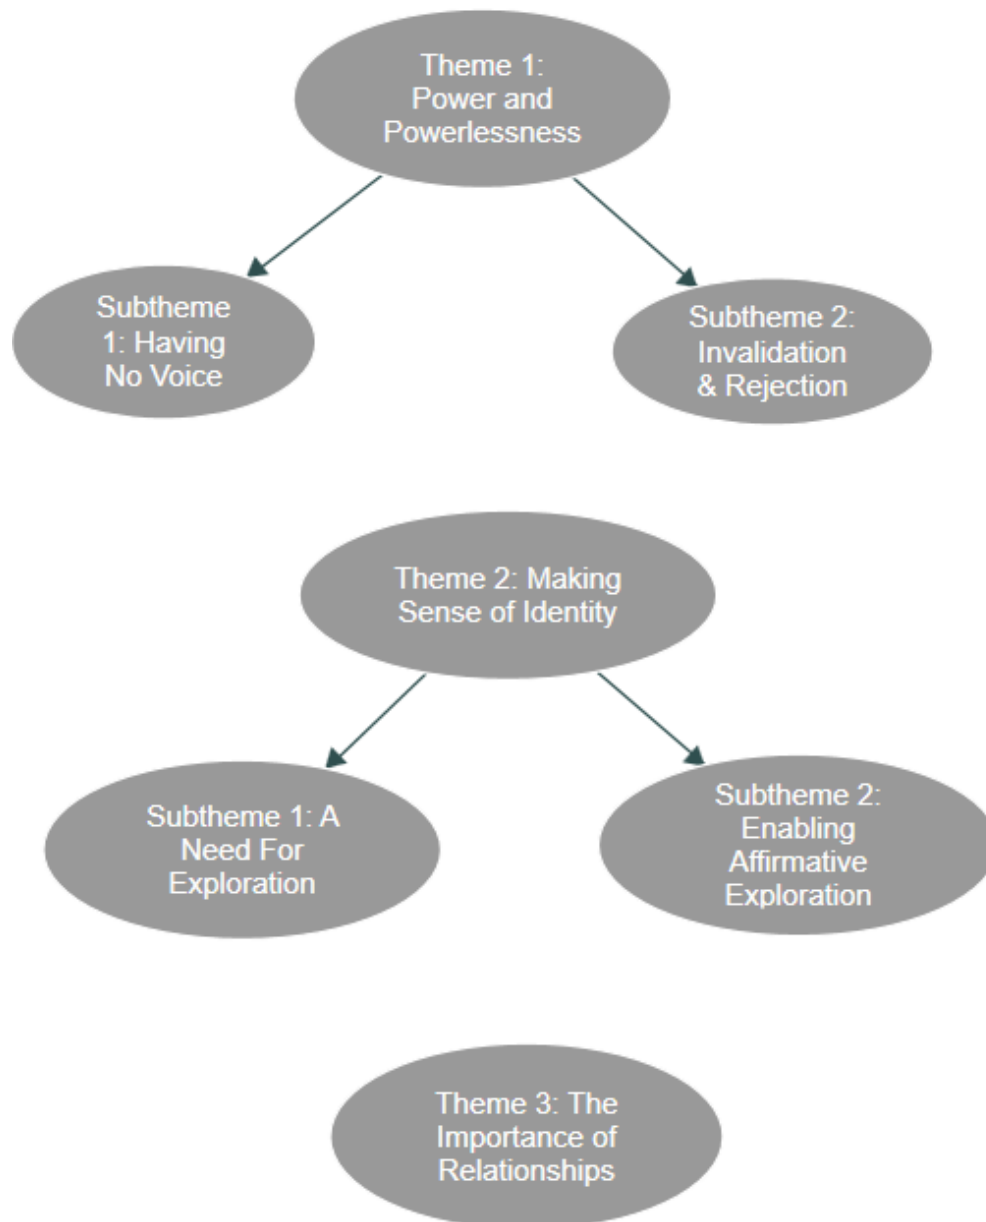 Theme 1:
Power and
Powerlessness
Subtheme
1: Having
No Voice
Subtheme 2:
Invalidation
& Rejection
Theme 2: Making
Sense of Identity
Subtheme 1: A
Need For
Exploration
Subtheme 2:
Enabling
Affirmative
Exploration
Theme 3: The
Importance of
Relationships